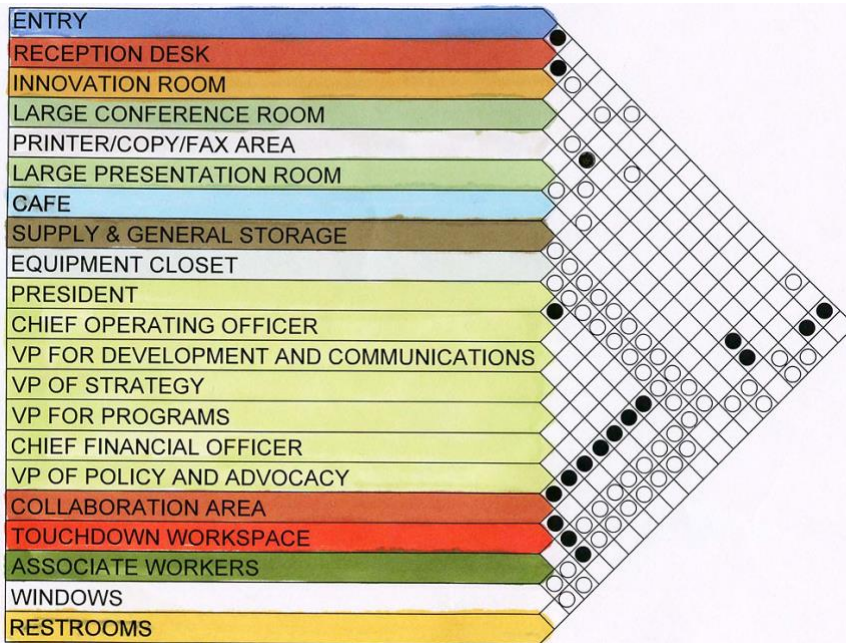 ENTRY
RECEPTION DESK
INNOVATION ROOM
LARGE CONFERENCE ROOM
PRINTER/COPY/FAX AREA
LARGE PRESENTATION ROOM
CAFE
SUPPLY & GENERAL STORAGE
EQUIPMENT CLOSET
PRESIDENT
CHIEF OPERATING OFFICER
VP FOR DEVELOPMENT AND COMMUNICATIONS
VP OF STRATEGY
VP FOR PROGRAMS
CHIEF FINANCIAL OFFICER
VP OF POLICY AND ADVOCACY
COLLABORATION AREA
TOUCHDOWN WORKSPACE
ASSOCIATE WORKERS
WINDOWS
RESTROOMS